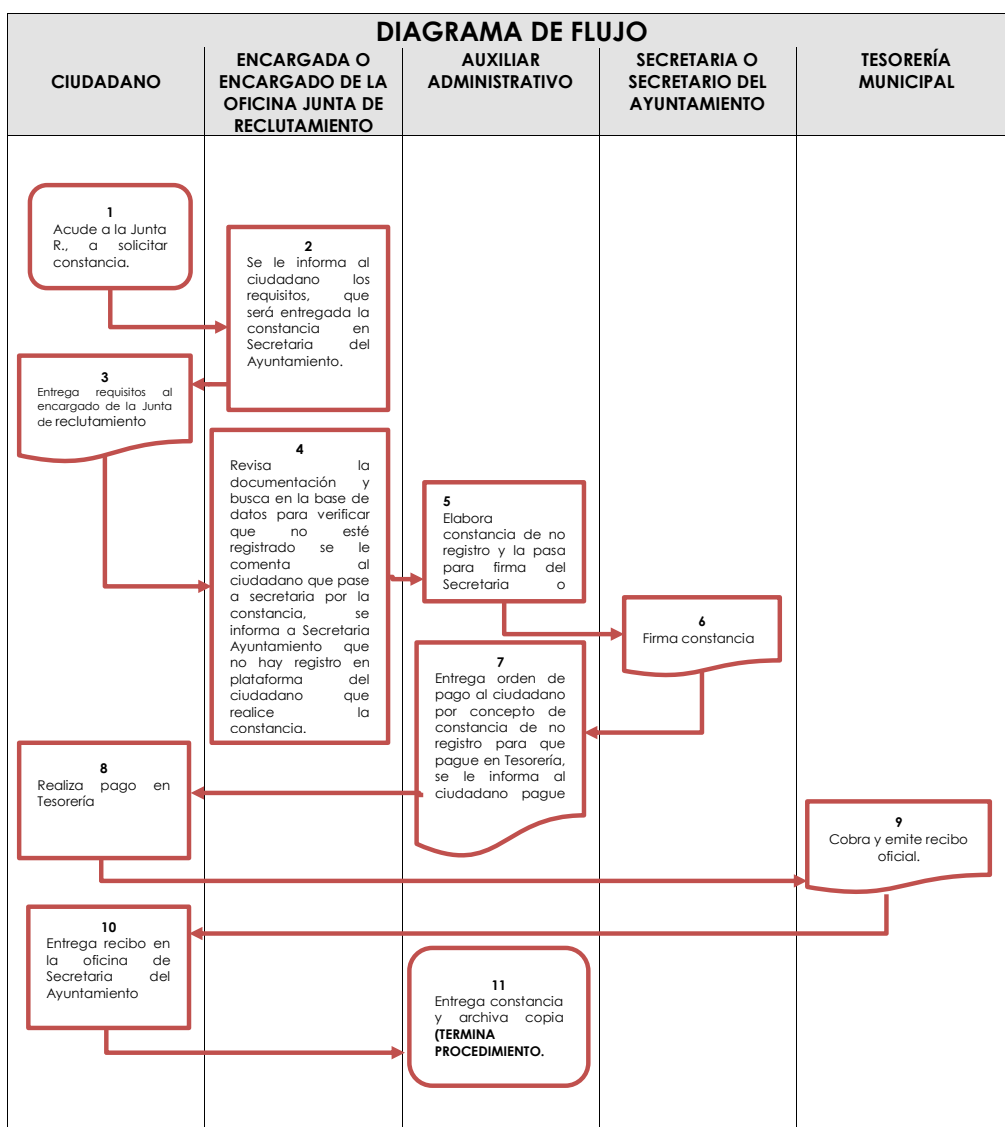 DIAGRAMA DE FLUJO
CIUDADANO
ENCARGADA O
ENCARGADO DE LA
OFICINA JUNTA DE
RECLUTAMIENTO
AUXILIAR
ADMINISTRATIVO
SECRETARIA O
SECRETARIO DEL
AYUNTAMIENTO
TESORERÍA
MUNICIPAL
1
Acude a la Junta
R., a solicitar
constancia.
2
Se le informa al
ciudadano los
requisitos, que
será entregada la
constancia en
Secretaria del
Ayuntamiento.
3
Entrega requisitos al
encargado de la Junta
de reclutamiento
4
Revisa la
documentación y
busca en la base de
datos para verificar
que no esté
registrado se le
comenta al
ciudadano que pase
a secretaria por la
constancia, se
informa a Secretaria
Ayuntamiento que
no hay registro en
plataforma del
ciudadano que
realice la
constancia.
5
Elabora
constancia de no
registro y la pasa
para firma del
Secretaria o
6
Firma constancia
7
Entrega orden de
pago al ciudadano
por concepto de
constancia de no
registro para que
pague en Tesorería,
se le informa al
ciudadano pague
8
Realiza pago en
Tesorería
9
Cobra y emite recibo
oficial.
10
Entrega recibo en
la oficina de
Secretaria del
Ayuntamiento
11
Entrega constancia
y archiva copia
(TERMINA
PROCEDIMIENTO.